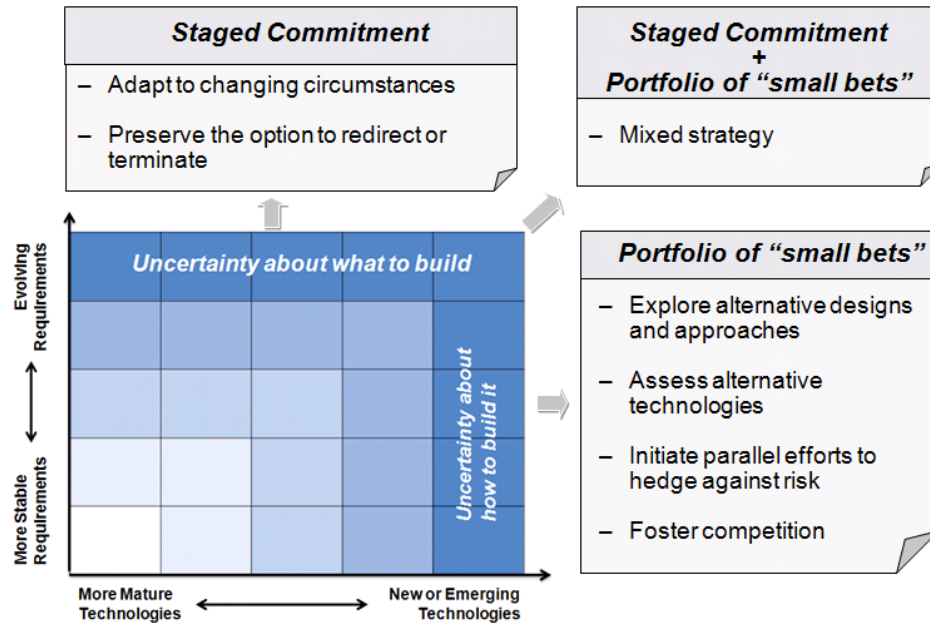 Staged Commitment
– Adapt to changing circumstances
– Preserve the option to redirect or
terminate
Staged Commitment
+
Portfolio of “small bets”
– Mixed strategy
Evolving
Requirements
More Stable
Requirements
Uncertainty about what to build
Uncertainty about
how to build it
More Mature
Technologies
New or Emerging
Technologies
Portfolio of “small bets”
– Explore alternative designs
and approaches
– Assess alternative
technologies
– Initiate parallel efforts to
hedge against risk
– Foster competition